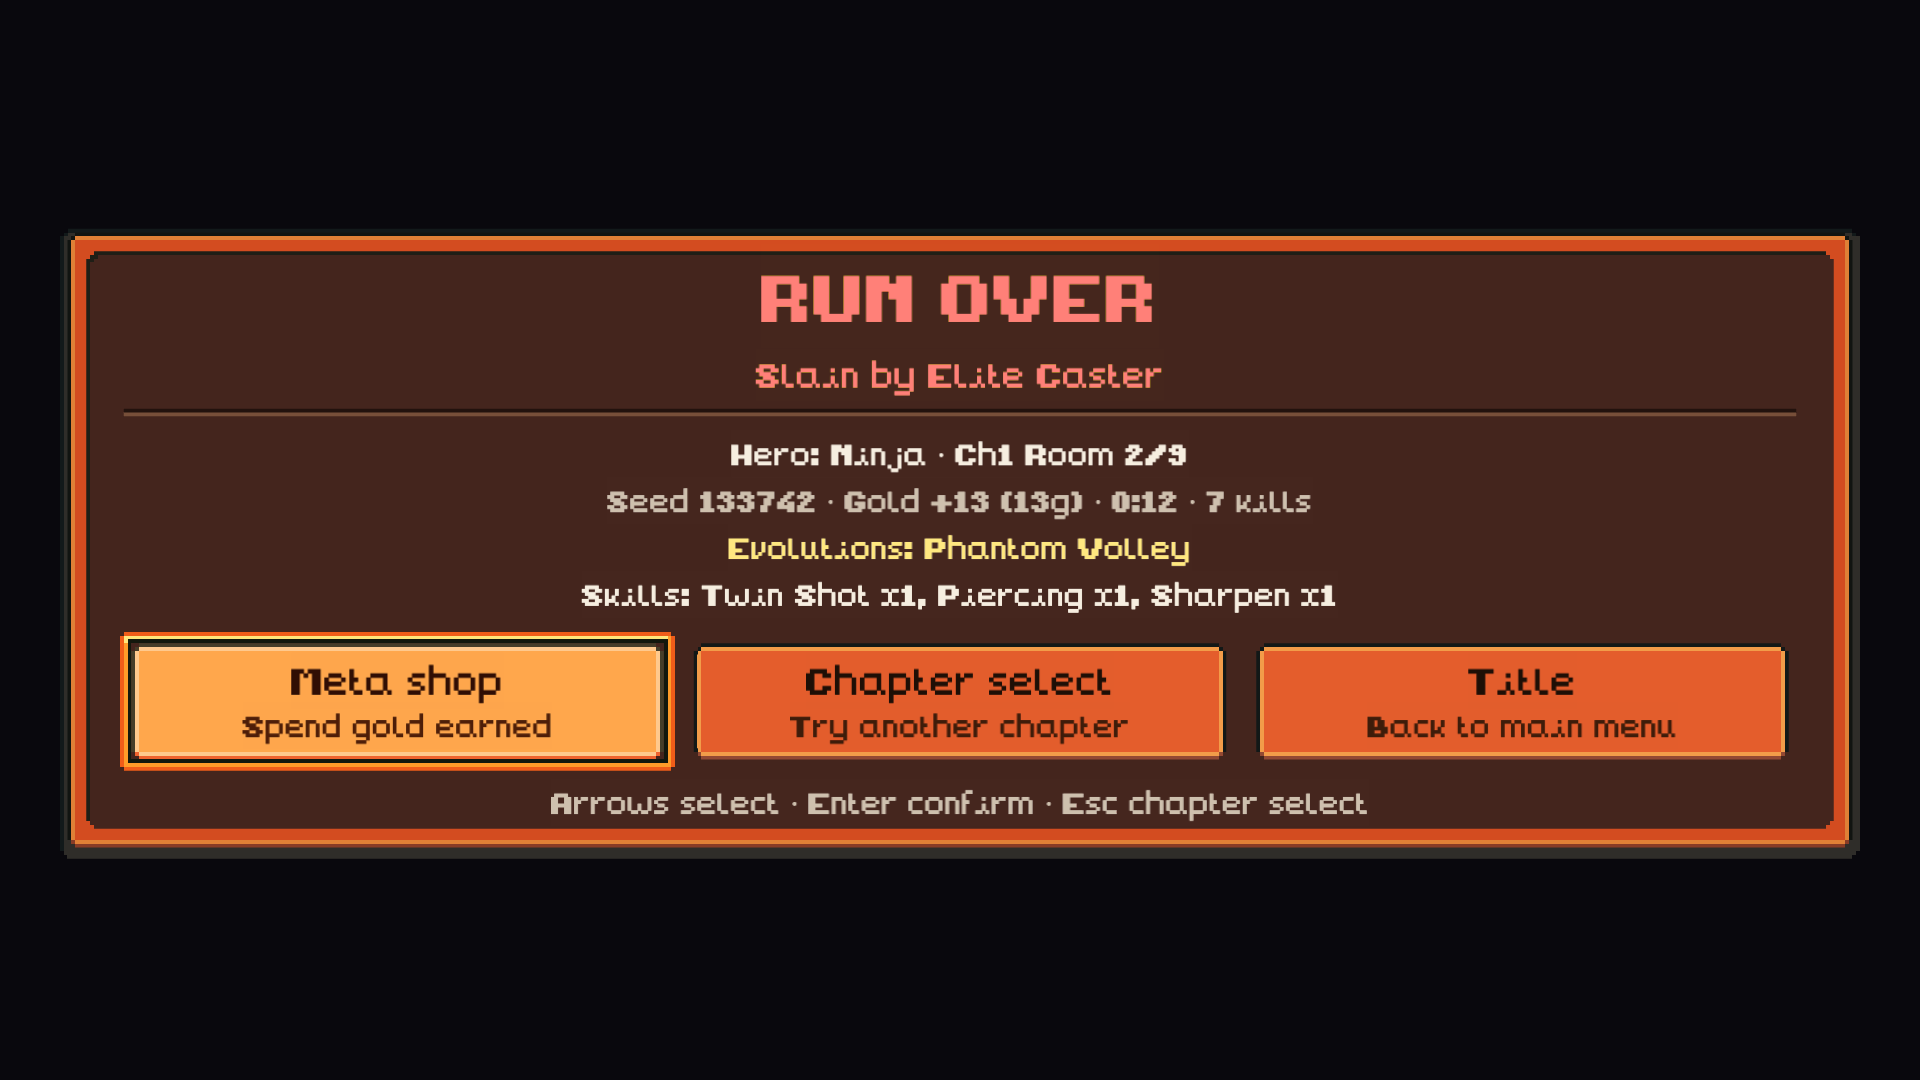 RUN OVER
Slain by Elite Caster
Hero: Ninja · Ch1 Room 2/9
Seed 133742 · Gold +13 (13g) · 0:12 · 7 kills
Evolutions: Phantom Volley
Skills: Twin Shot x1, Piercing x1, Sharpen x1
Meta shop
Spend gold earned
Chapter select
Try another chapter
Title
Back to main menu
Arrows select · Enter confirm · Esc chapter select